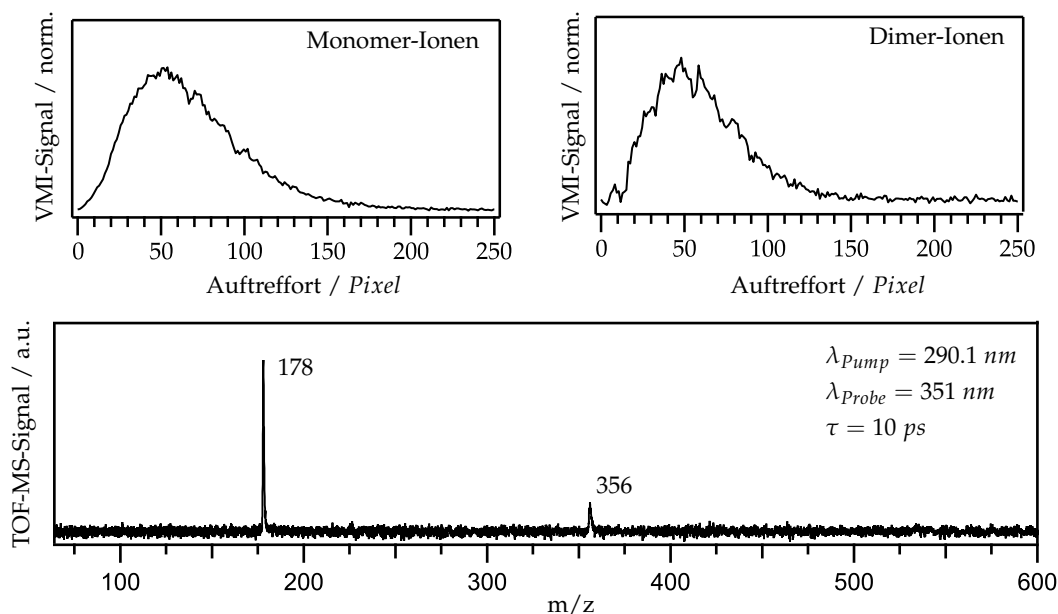 VMI-Signal / norm.
Monomer-Ionen
0 50 100 150 200 250
Auftreffort / Pixel
VMI-Signal / norm.
Dimer-Ionen
0 50 100 150 200 250
Auftreffort / Pixel
TOF-MS-Signal / a.u.
178
356
λPump = 290.1 nm
λProbe = 351 nm
τ = 10 ps
100 200 300 400 500 600
m/z